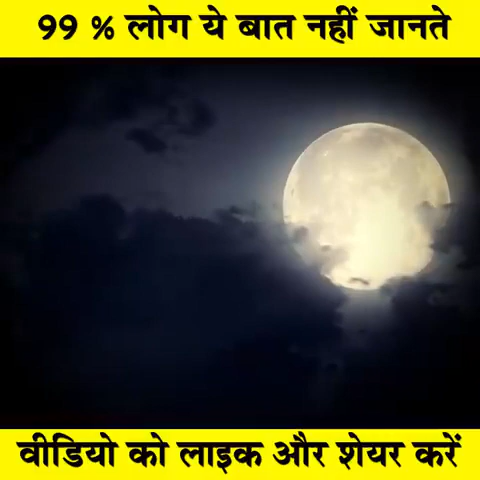 99 % लोग ये बात नहीं जानते
वीडियो को लाइक और शेयर करें